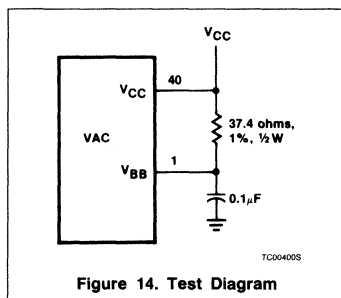 VCC
40
VCC
37.4 ohms,
1%, ½ W
VAC
1
VBB
0.1µF
TC00400S
Figure 14. Test Diagram